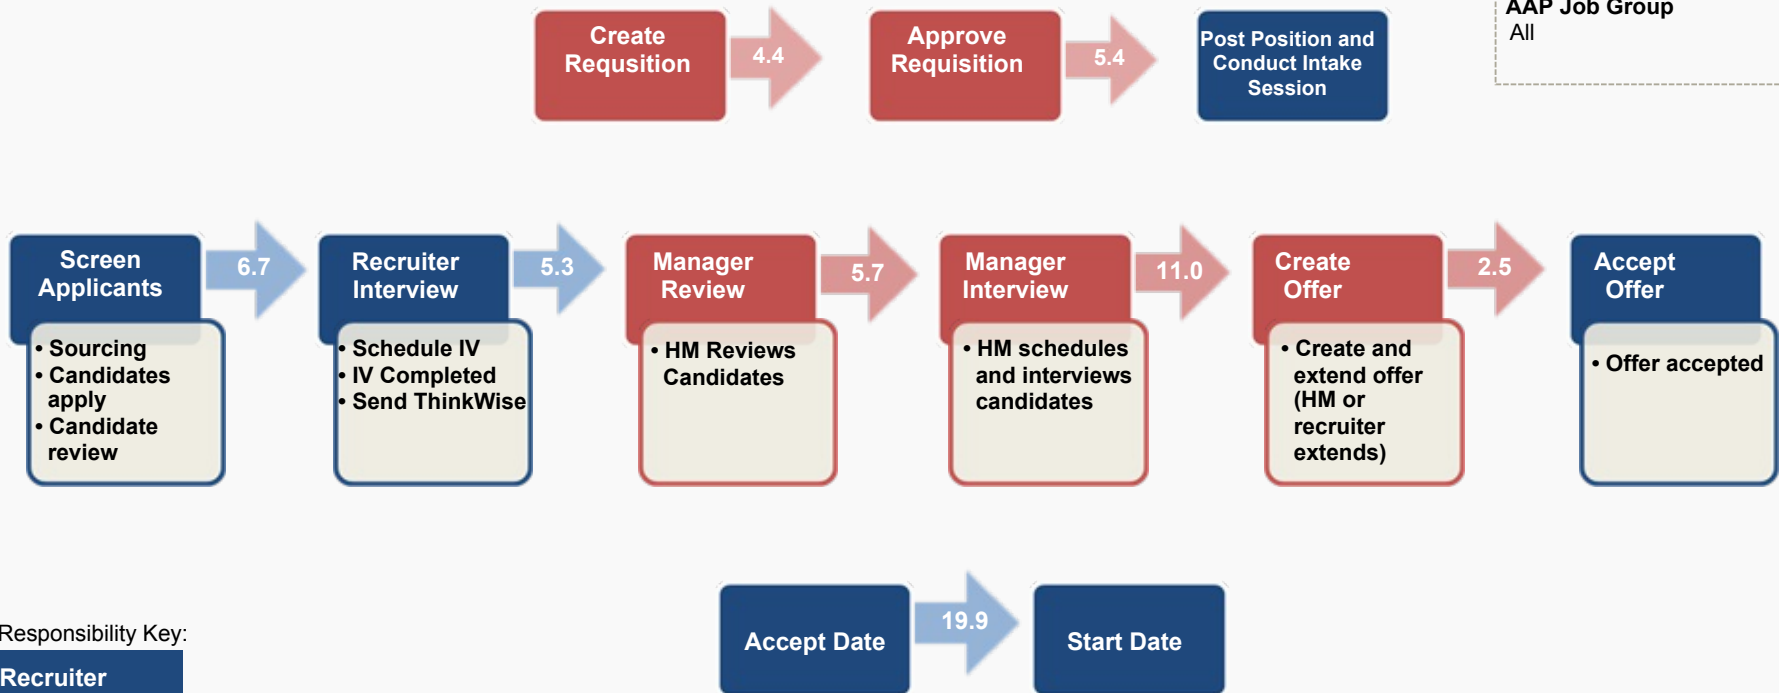 AAP Job Group
All
Create
Requsition
4.4
Approve
Requisition
5.4
Post Position and
Conduct Intake
Session
Screen
Applicants
6.7
Recruiter
Interview
5.3
Manager
Review
5.7
Manager
Interview
11.0
Create
Offer
2.5
Accept
Offer
• Sourcing
• Candidates
apply
• Candidate
review
• Schedule IV
• IV Completed
• Send ThinkWise
• HM Reviews
Candidates
• HM schedules
and interviews
candidates
• Create and
extend offer
(HM or
recruiter
extends)
• Offer accepted
Accept Date
19.9
Start Date
Responsibility Key:
Recruiter